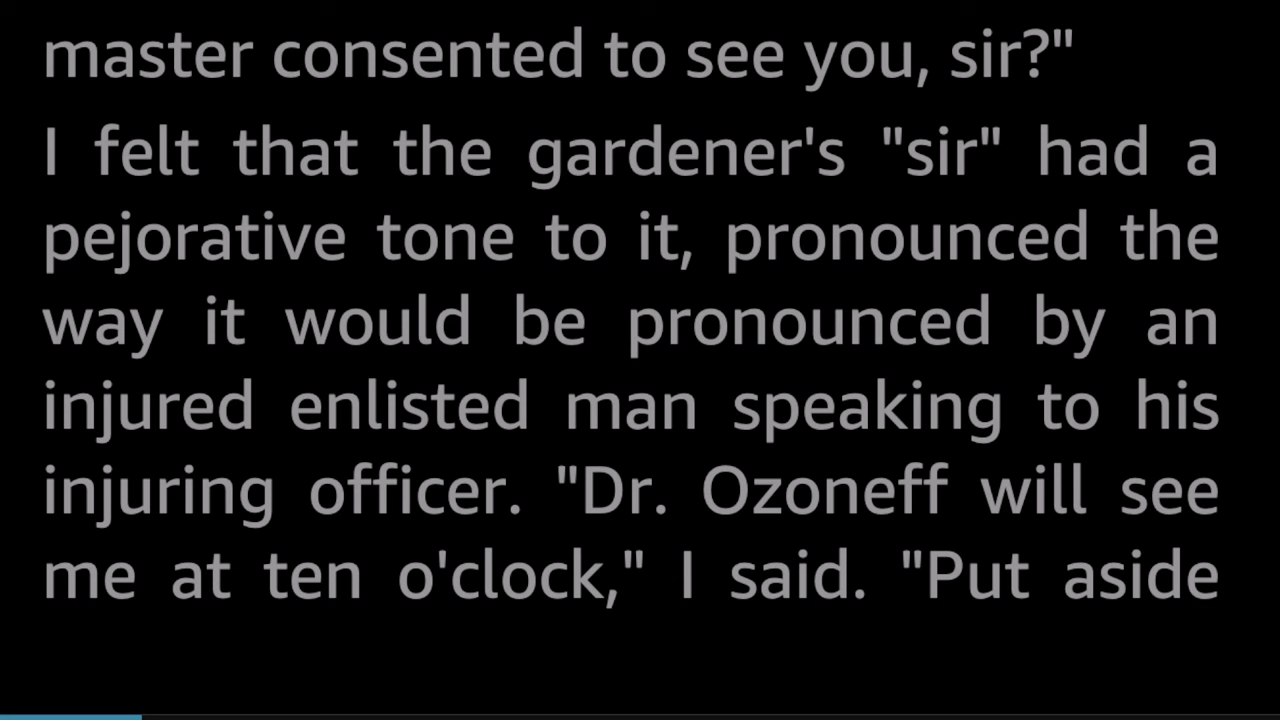 master consented to see you, sir?"
I felt that the gardener's "sir" had a
pejorative tone to it, pronounced the
way it would be pronounced by an
injured enlisted man speaking to his
injuring officer. "Dr. Ozoneff will see
me at ten o'clock," I said. "Put aside